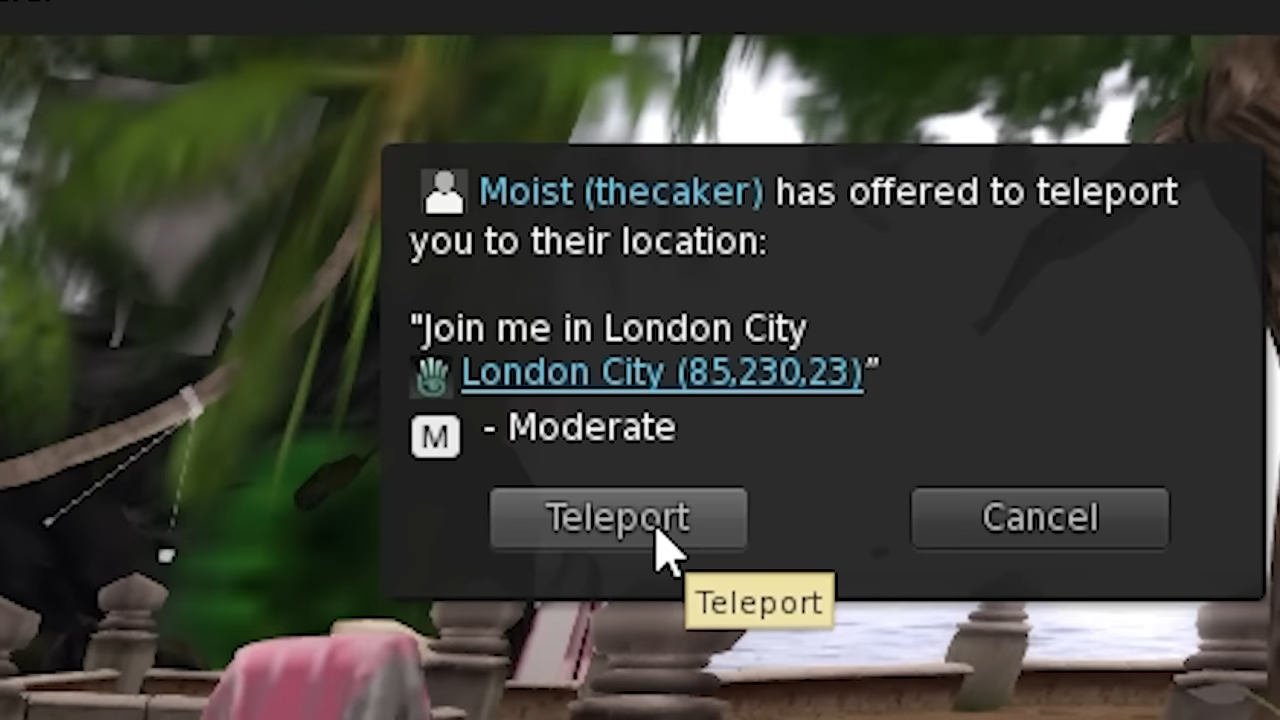 Moist (thecaker) has offered to teleport
you to their location:
"Join me in London City
London City (85,230,23)”
M - Moderate
Teleport
Cancel
Teleport